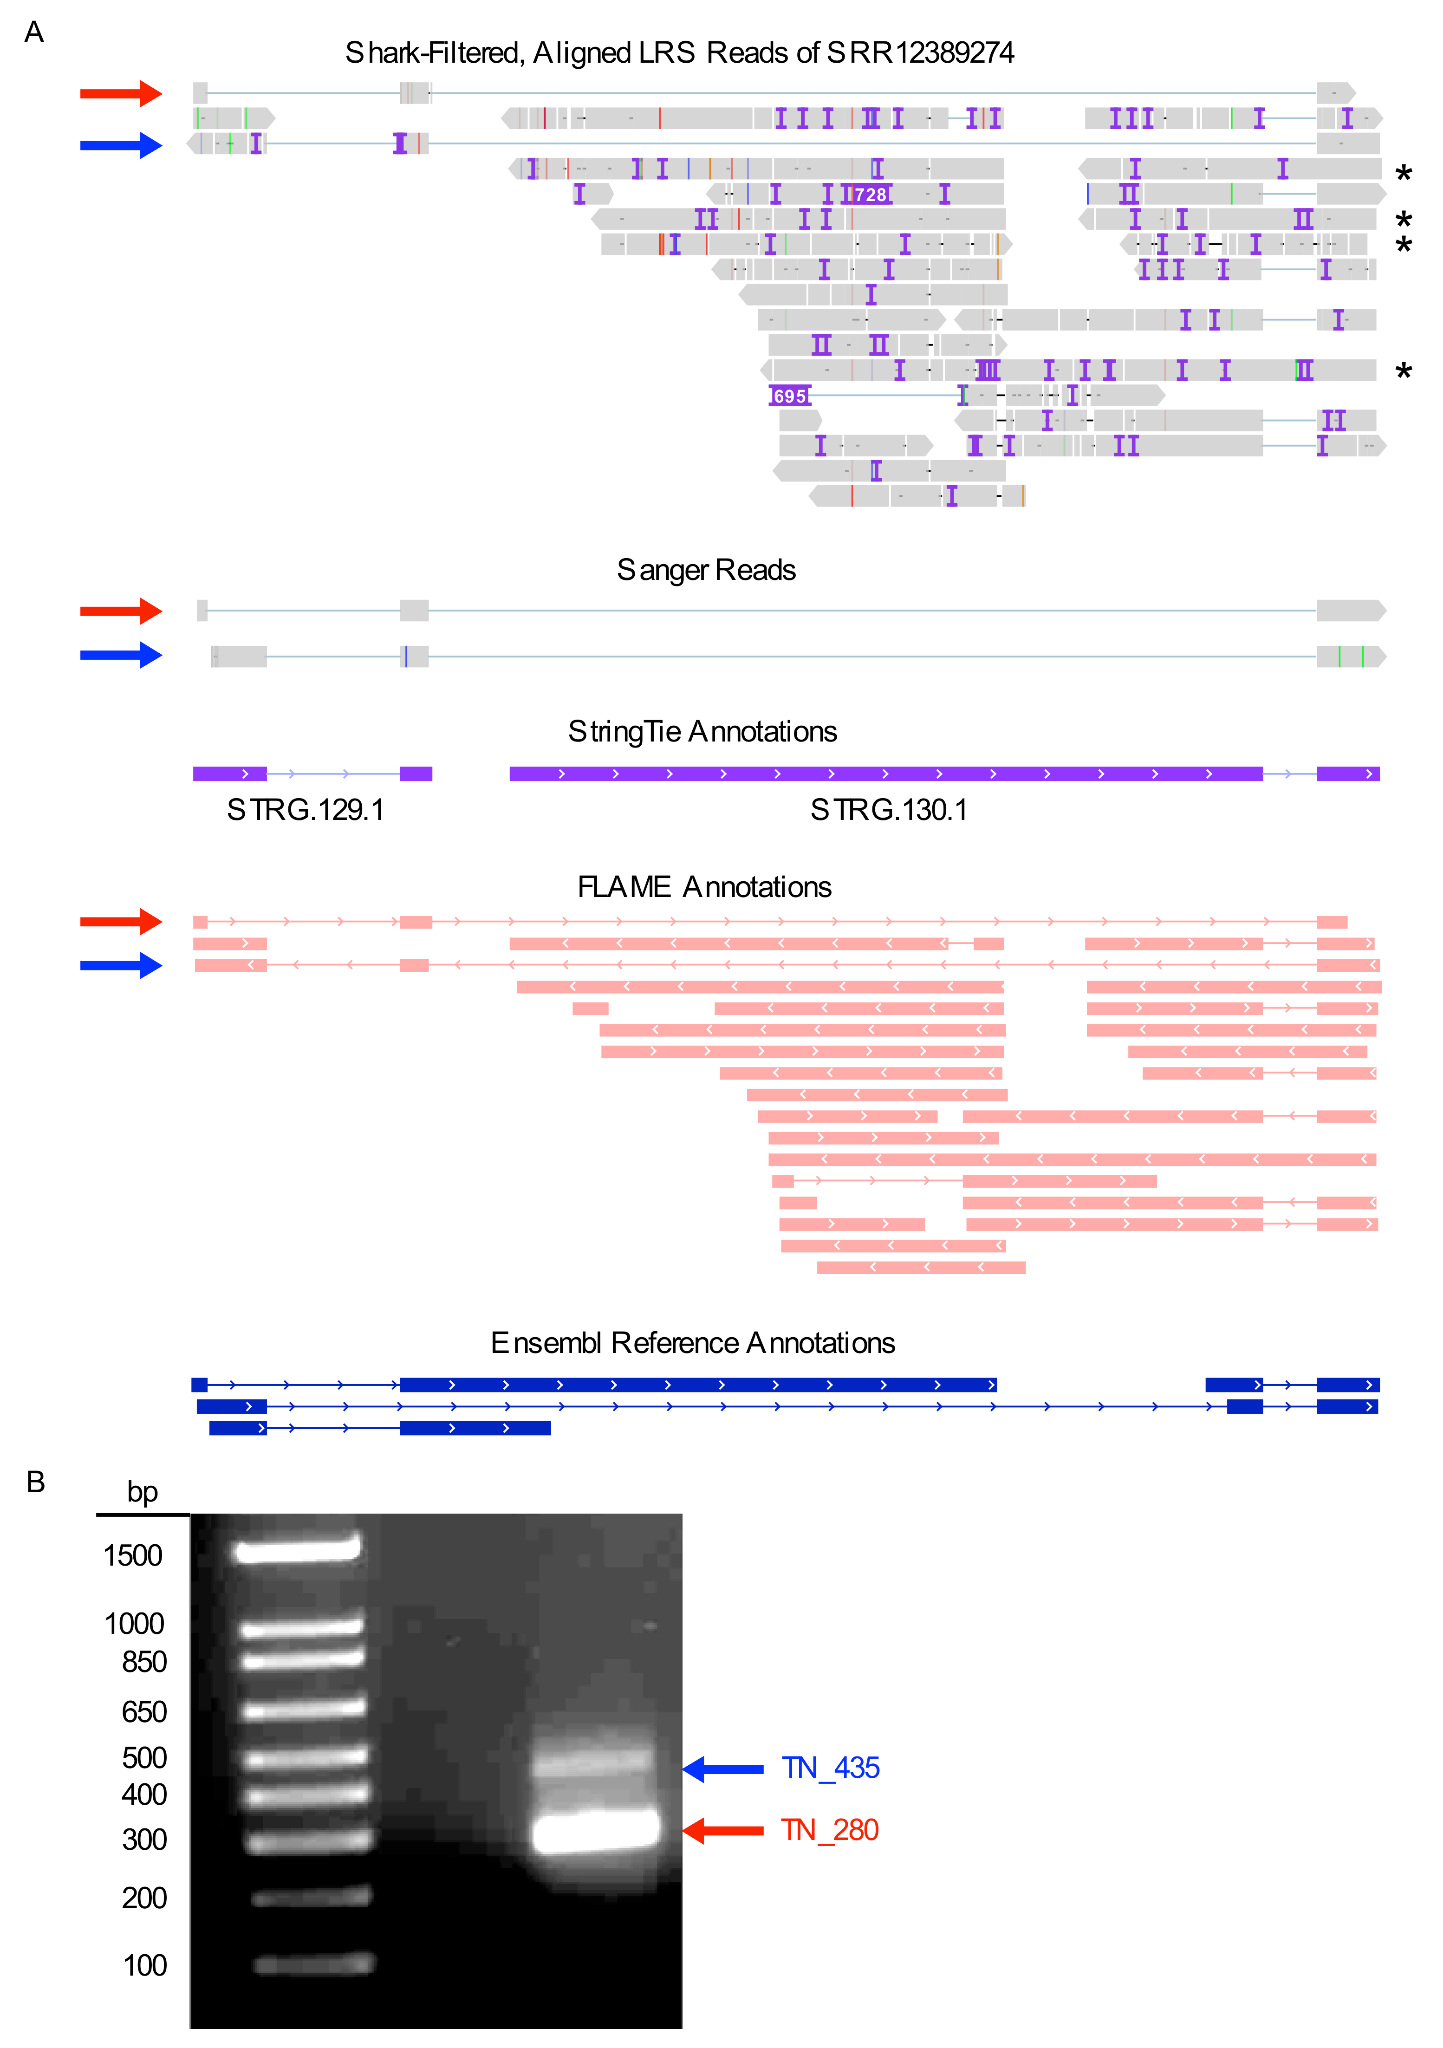 A
Shark-Filtered, Aligned LRS Reads of SRR12389274
*
728
*
*
*
695
Sanger Reads
StringTie Annotations
STRG.129.1 STRG.130.1
FLAME Annotations
Ensembl Reference Annotations
B
bp
1500
1000
850
650
500
TN_435
400
300
TN_280
200
100